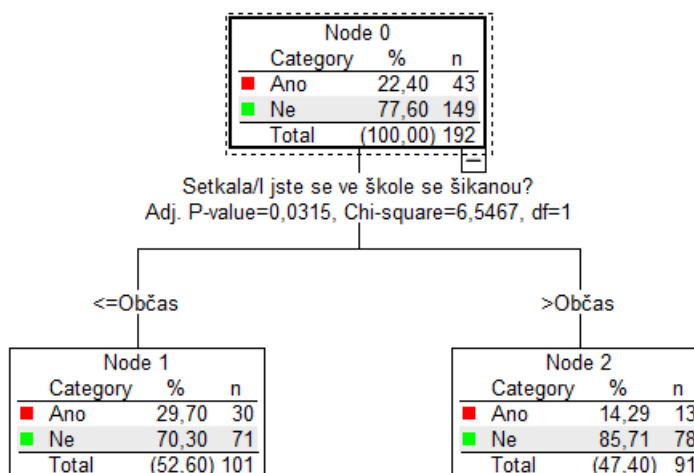 Node 0
Category % n
Ano 22,40 43
Ne 77,60 149
Total (100,00) 192
Setkala/l jste se ve škole se šikanou?
Adj. P-value=0,0315, Chi-square=6,5467, df=1
<=Občas
>Občas
Node 1
Category % n
Ano 29,70 30
Ne 70,30 71
Total (52,60) 101
Node 2
Category % n
Ano 14,29 13
Ne 85,71 78
Total (47,40) 91